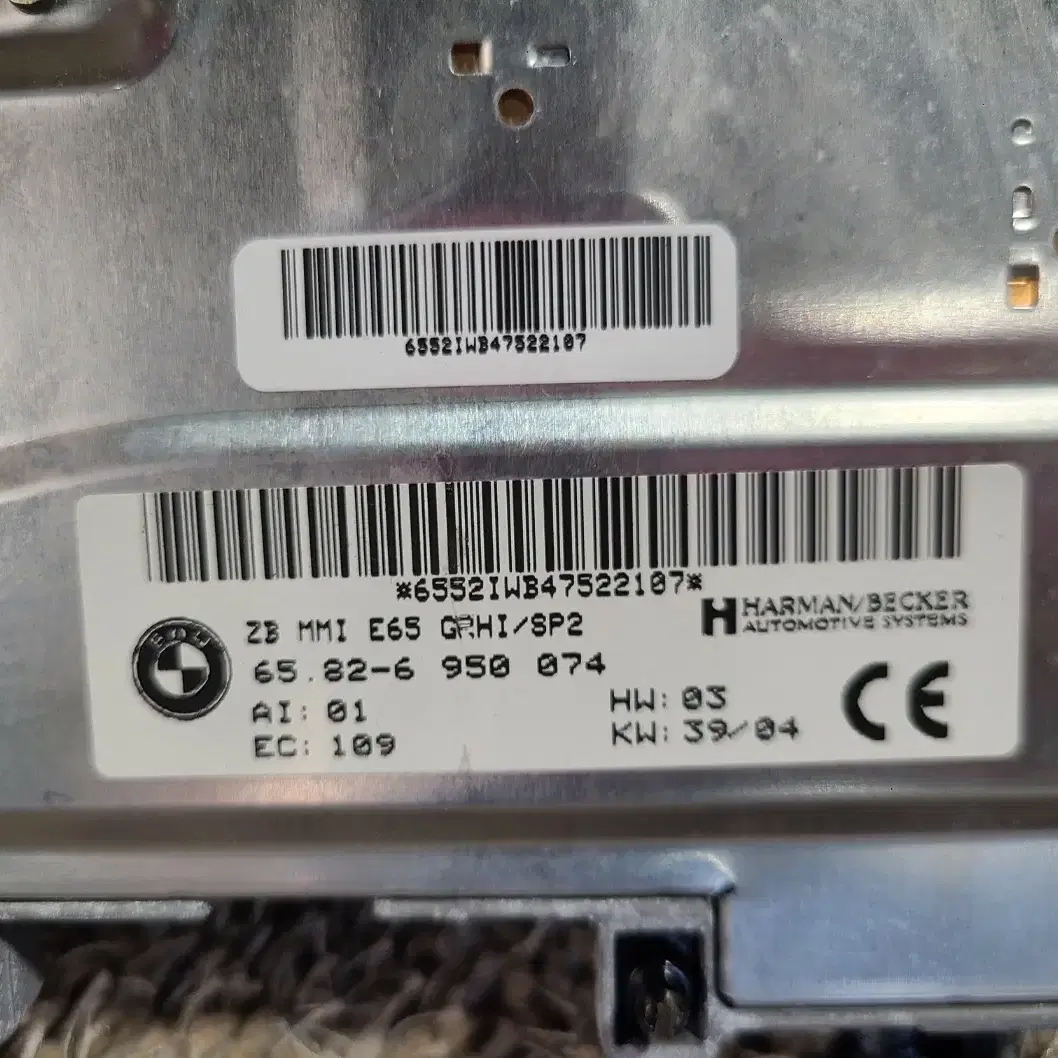 6552IWB47522107
*6552IWB47522107*
HARMAN/BECKER
AUTOMOTIVE SYSTEMS
ZB MMI E65 GRHI/SP2
65.82-6 950 074
AI: 01
HW: 03
EC: 109
KW: 39/04
CE
BMW